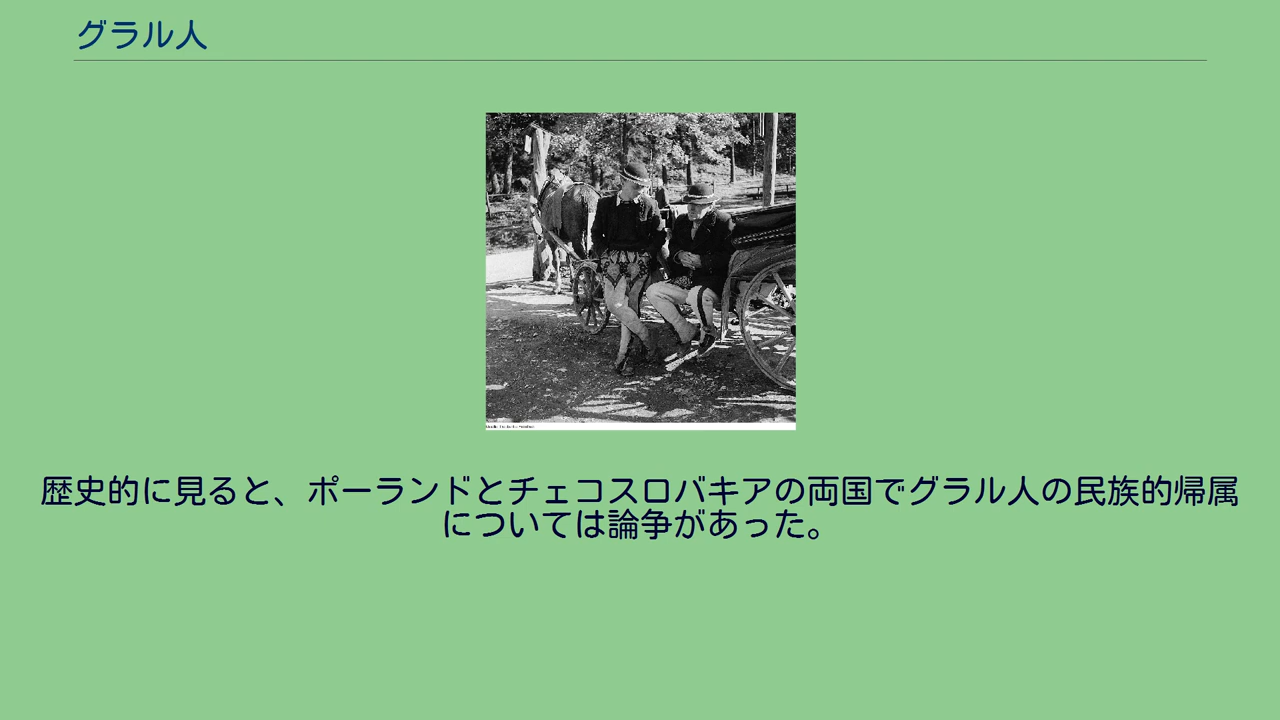 グラル人
歴史的に見ると、ポーランドとチェコスロバキアの両国でグラル人の民族的帰属
については論争があった。